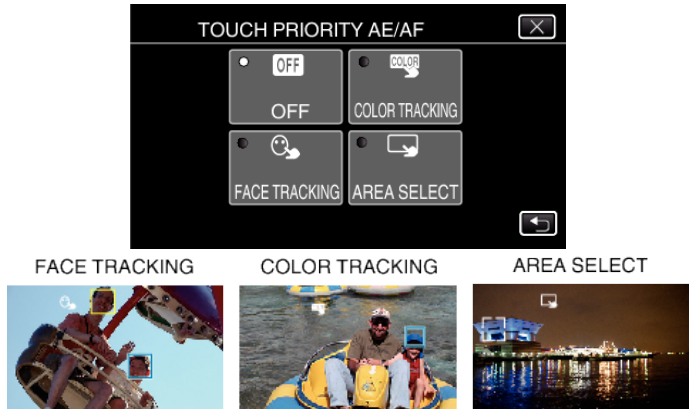 TOUCH PRIORITY AE/AF
OFF
COLOR
OFF
COLOR TRACKING
FACE TRACKING
AREA SELECT
FACE TRACKING
COLOR TRACKING
AREA SELECT